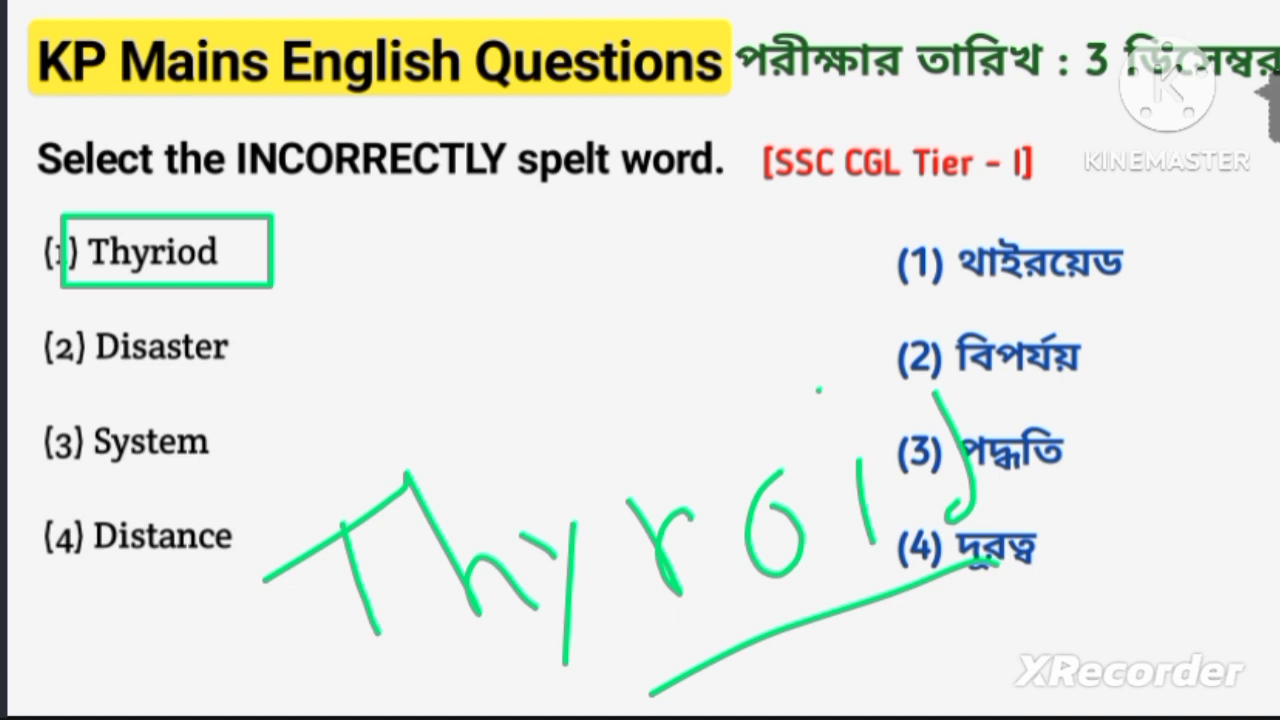 KP Mains English Questions পরীক্ষার তারিখ : 3 ডিসেম্বর
KINEMASTER
Select the INCORRECTLY spelt word. [SSC CGL Tier - I]
(1) Thyriod (1) থাইরয়েড
(2) Disaster (2) বিপর্যয়
(3) System (3) পদ্ধতি
(4) Distance (4) দূরত্ব
Thyroid
XRecorder